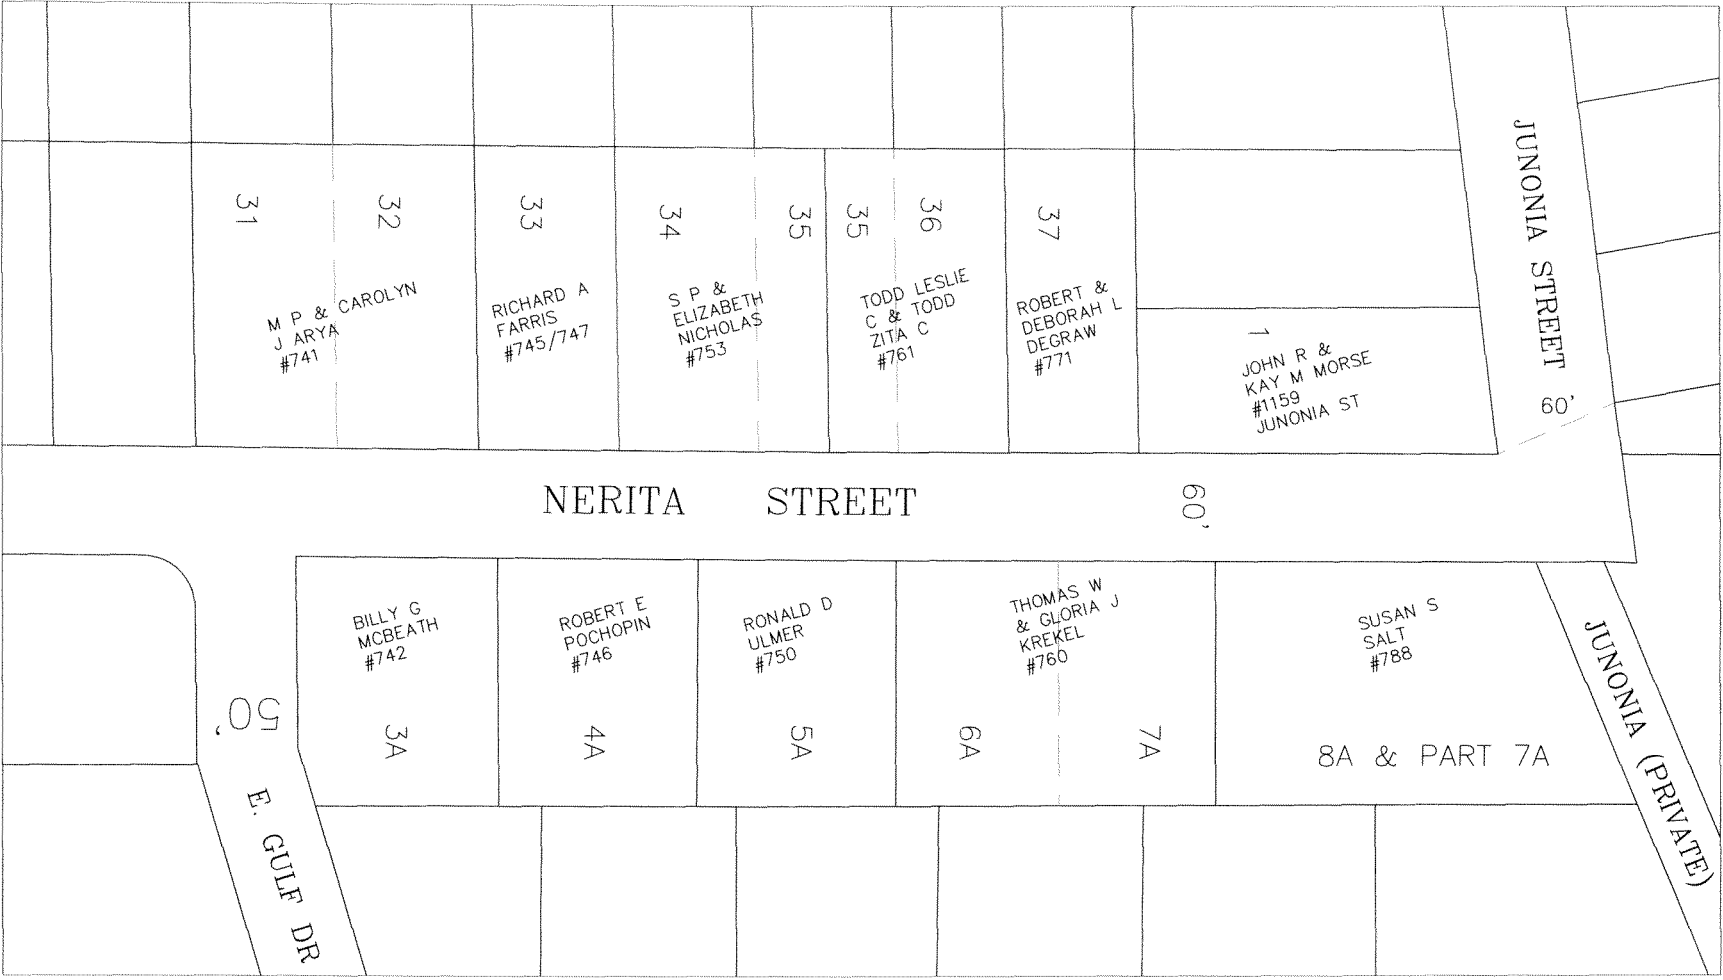 JUNONIA STREET 60'
31
32
33
34
35
35
36
37
1
M P & CAROLYN
J ARYA
#741
RICHARD A
FARRIS
#745/747
S P &
ELIZABETH
NICHOLAS
#753
TODD LESLIE
C & TODD
ZITA C
#761
ROBERT &
DEBORAH L
DEGRAW
#771
JOHN R &
KAY M MORSE
#1159
JUNONIA ST
NERITA STREET 60'
BILLY G
MCBEATH
#742
ROBERT E
POCHOPIN
#746
RONALD D
ULMER
#750
THOMAS W
& GLORIA J
KREKEL
#760
SUSAN S
SALT
#788
3A
4A
5A
6A
7A
8A & PART 7A
50'
E. GULF DR
JUNONIA (PRIVATE)